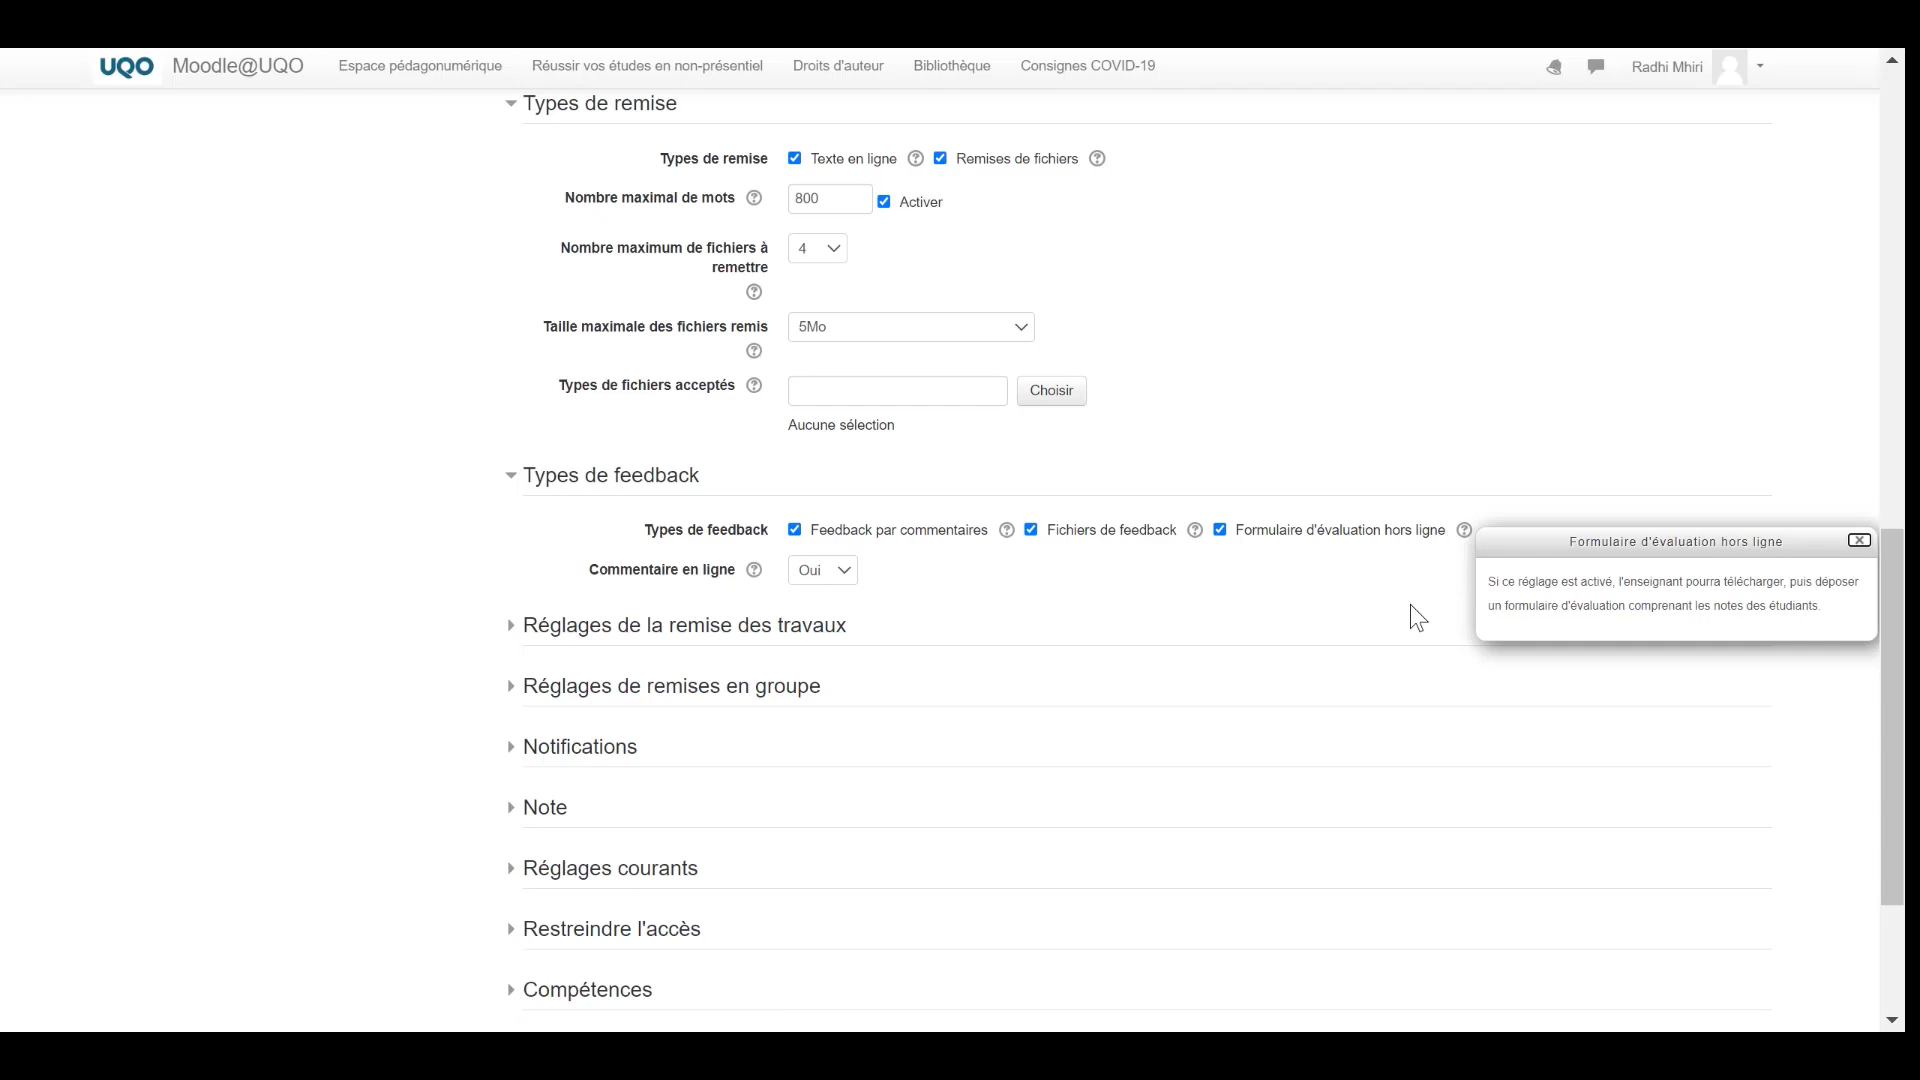 UQO Moodle@UQO Espace pédagonumérique Réussir vos études en non-présentiel Droits d'auteur Bibliothèque Consignes COVID-19 Radhi Mhiri
Types de remise
Types de remise Texte en ligne Remises de fichiers
Nombre maximal de mots 800 Activer
Nombre maximum de fichiers à remettre 4
Taille maximale des fichiers remis 5Mo
Types de fichiers acceptés Choisir
Aucune sélection
Types de feedback
Types de feedback Feedback par commentaires Fichiers de feedback Formulaire d'évaluation hors ligne
Formulaire d'évaluation hors ligne
Si ce réglage est activé, l'enseignant pourra télécharger, puis déposer
un formulaire d'évaluation comprenant les notes des étudiants.
Commentaire en ligne Oui
Réglages de la remise des travaux
Réglages de remises en groupe
Notifications
Note
Réglages courants
Restreindre l'accès
Compétences